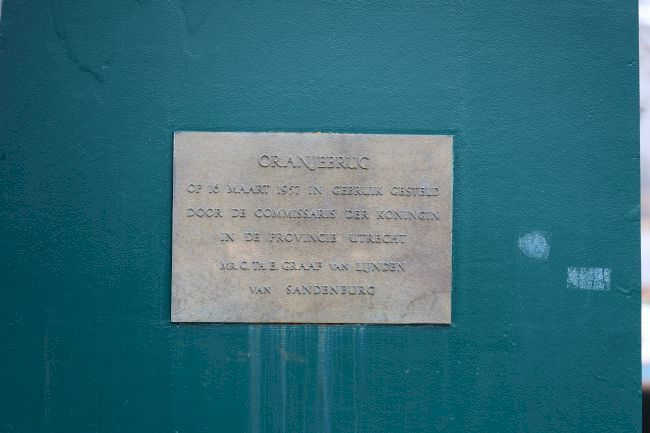 ORANJEBRUG
OP 16 MAART 1957 IN GEBRUIK GESTELD
DOOR DE COMMISSARIS DER KONINGIN
IN DE PROVINCIE UTRECHT
MR. C. TH. E. GRAAF VAN LIJNDEN
VAN SANDENBURG